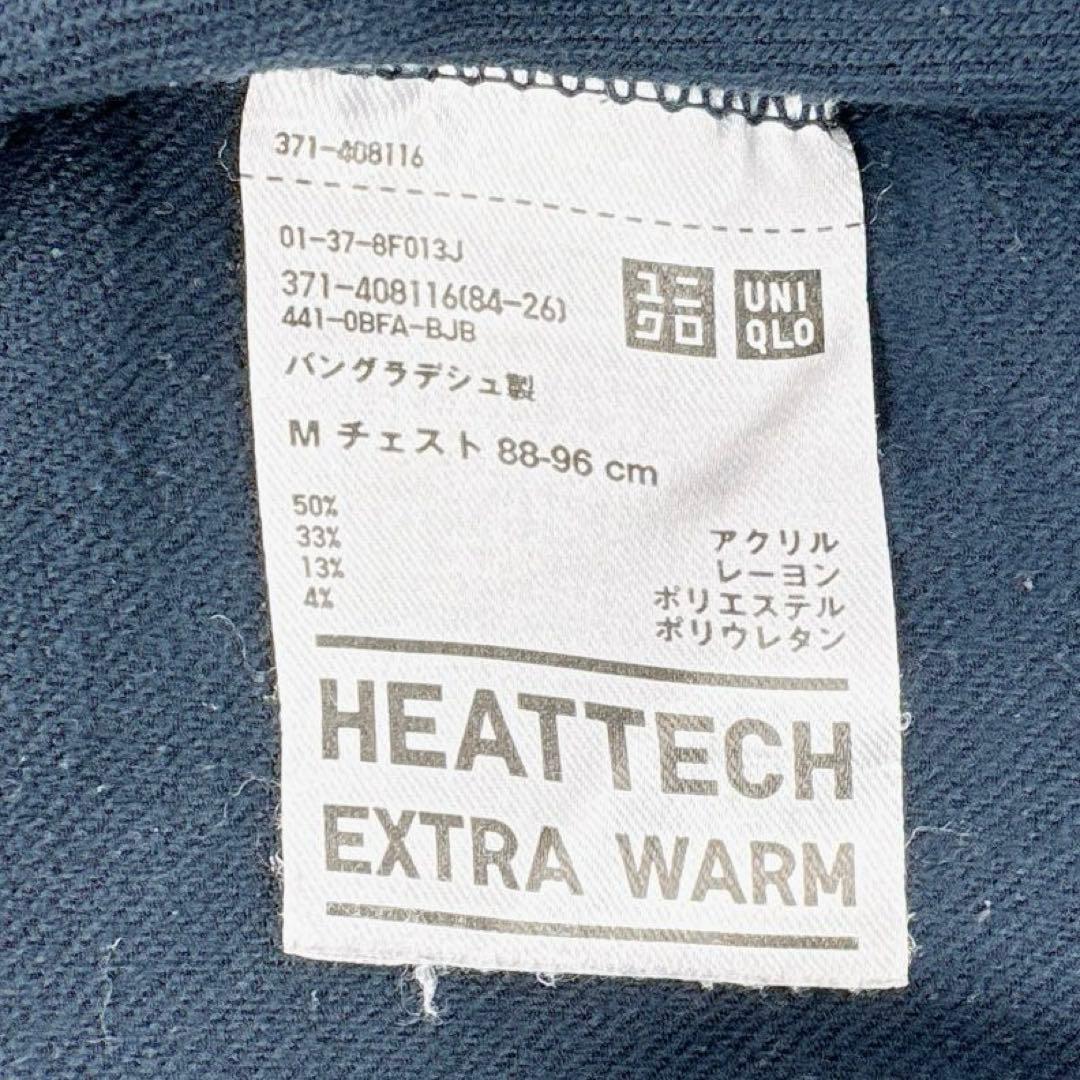 371-408116
01-37-8F013J
371-408116(84-26)
441-0BFA-BJB
バングラデシュ製
ユニ
クロ
UNI
QLO
M チェスト 88-96 cm
50% アクリル
33% レーヨン
13% ポリエステル
4% ポリウレタン
HEATTECH
EXTRA WARM